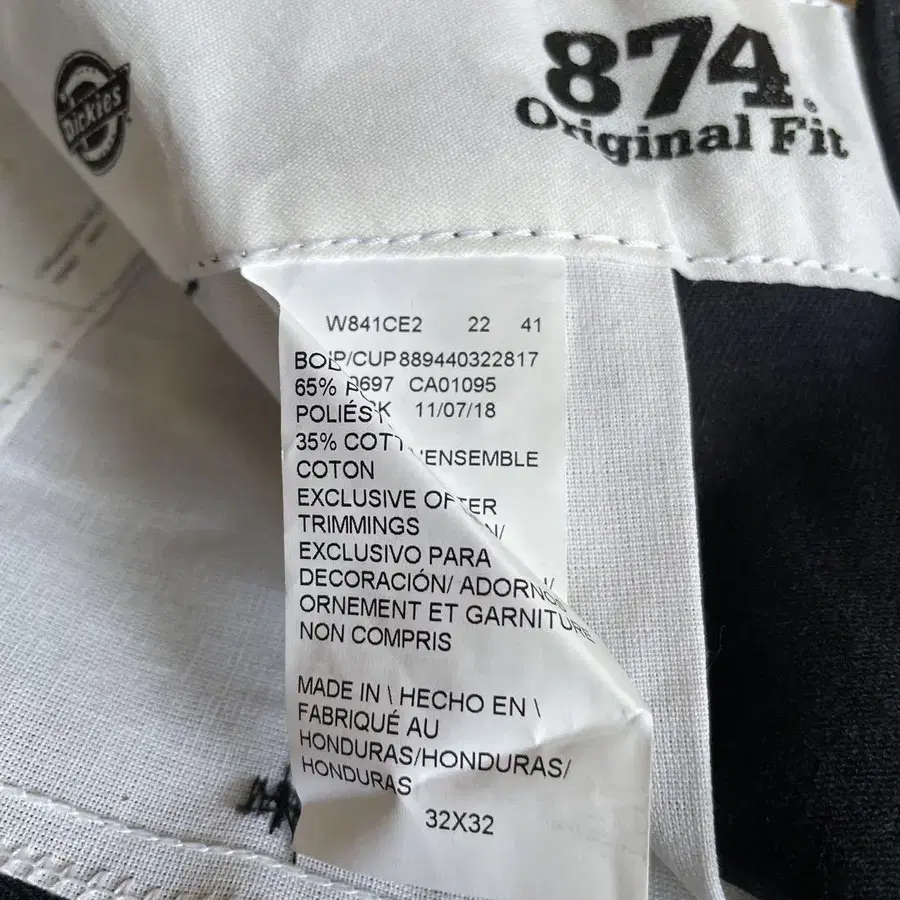 Dickies
874
Original Fit
W841CE2 22 41
/CUP 889440322817
0697 CA01095
11/07/18
65%
POLIÉS
35% COTT
COTON
EXCLUSIVE OF
TRIMMINGS
EXCLUSIVO PARA
DECORACIÓN/ ADORNOS/
ORNEMENT ET GARNITURE
NON COMPRIS
MADE IN \ HECHO EN \
FABRIQUÉ AU
HONDURAS/HONDURAS/
HONDURAS
32X32
ENSEMBLE